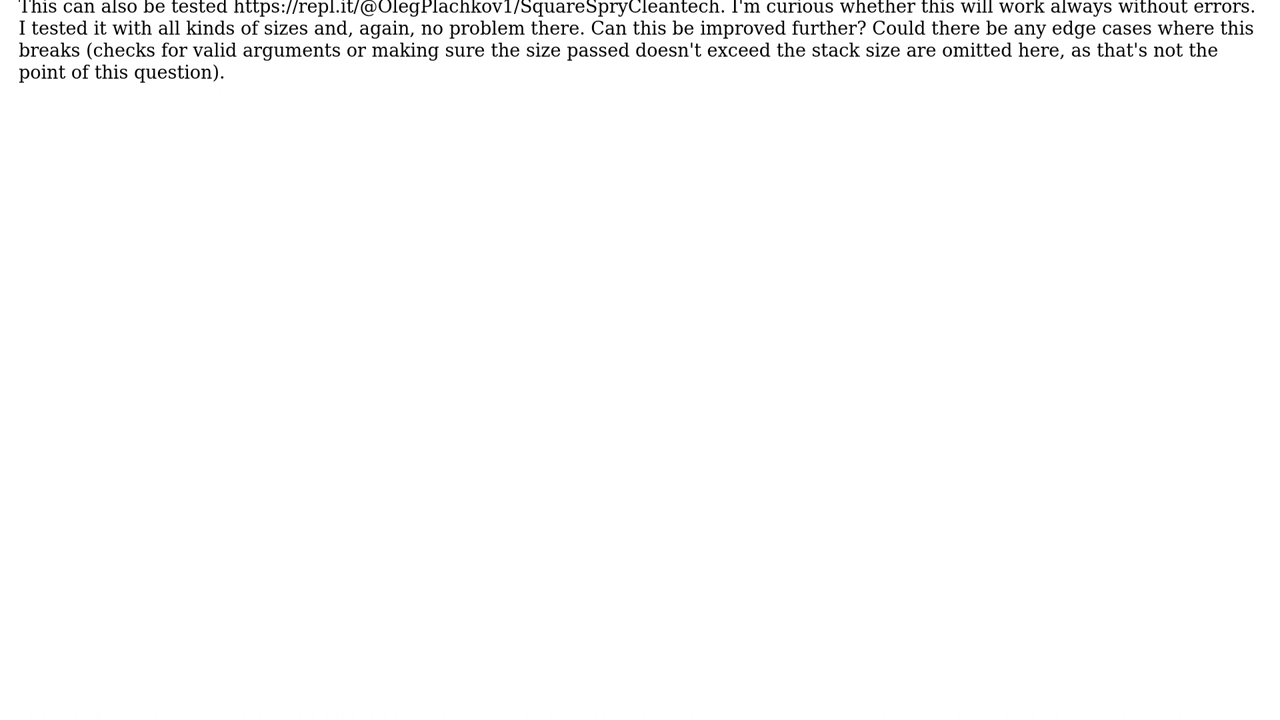 This can also be tested https://repl.it/@OlegPlachkov1/SquareSpryCleantech. I'm curious whether this will work always without errors.
I tested it with all kinds of sizes and, again, no problem there. Can this be improved further? Could there be any edge cases where this
breaks (checks for valid arguments or making sure the size passed doesn't exceed the stack size are omitted here, as that's not the
point of this question).